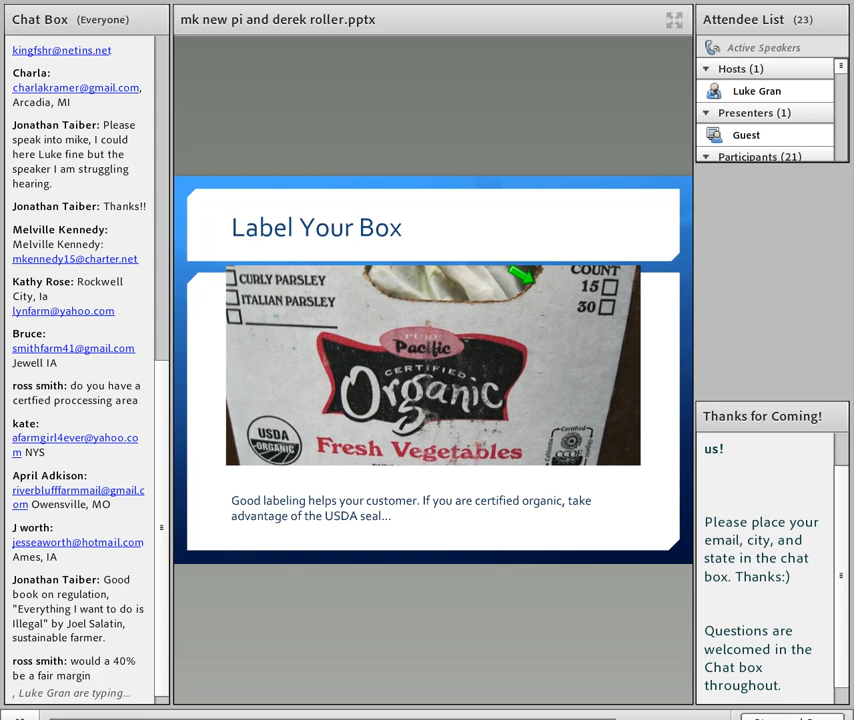 Chat Box (Everyone)
kingfshr@netins.net
Charla:
charlakramer@gmail.com,
Arcadia, MI
Jonathan Taiber: Please
speak into mike, I could
here Luke fine but the
speaker I am struggling
hearing.
Jonathan Taiber: Thanks!!
Melville Kennedy:
Melville Kennedy:
mkennedy15@charter.net
Kathy Rose: Rockwell
City, Ia
lynfarm@yahoo.com
Bruce:
smithfarm41@gmail.com
Jewell IA
ross smith: do you have a
certfied proccessing area
kate:
afarmgirl4ever@yahoo.co
m NYS
April Adkison:
riverblufffarmmail@gmail.c
om Owensville, MO
J worth:
jesseaworth@hotmail.com
Ames, IA
Jonathan Taiber: Good
book on regulation,
"Everything I want to do is
Illegal" by Joel Salatin,
sustainable farmer.
ross smith: would a 40%
be a fair margin
, Luke Gran are typing...
mk new pi and derek roller.pptx
Label Your Box
CURLY PARSLEY
ITALIAN PARSLEY
COUNT
15
30
PURE
Pacific
CERTIFIED
Organic
USDA
ORGANIC
Fresh Vegetables
Certified
CCOF
Good labeling helps your customer. If you are certified organic, take
advantage of the USDA seal...
Attendee List (23)
Active Speakers
Hosts (1)
Luke Gran
Presenters (1)
Guest
Participants (21)
Thanks for Coming!
us!
Please place your
email, city, and
state in the chat
box. Thanks:)
Questions are
welcomed in the
Chat box
throughout.